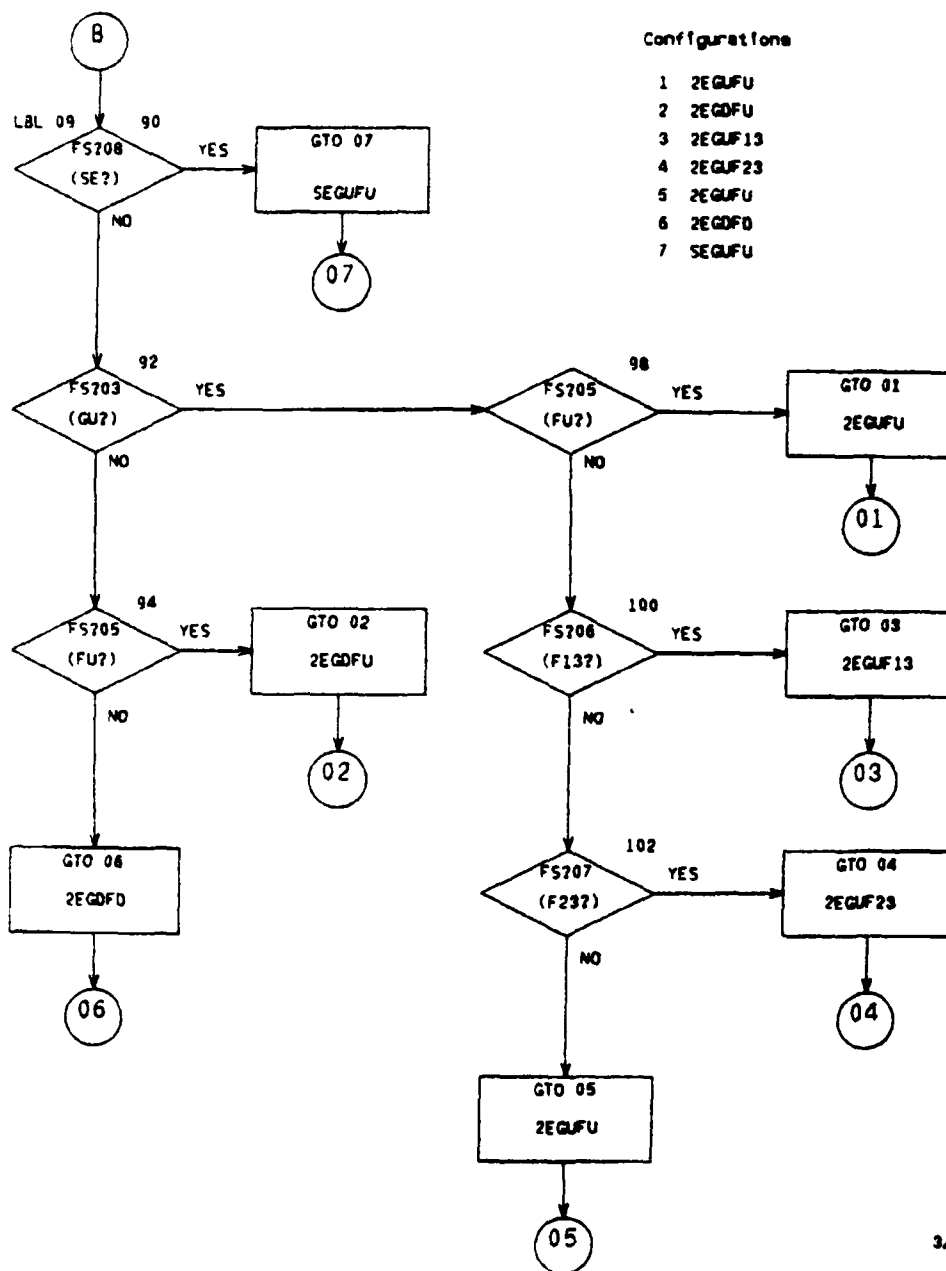 B
Configurations
1 2EGUFU
2 2EGDFU
3 2EGUF13
4 2EGUF23
5 2EGUFU
6 2EGDFD
7 SEGUFU
LBL 09 90
FS?08
(SE?)
YES
NO
GTO 07
SEGUFU
07
92
FS?03
(GU?)
YES
NO
98
FS?05
(FU?)
YES
NO
GTO 01
2EGUFU
01
94
FS?05
(FU?)
YES
NO
GTO 02
2EGDFU
02
100
FS?06
(F13?)
YES
NO
GTO 03
2EGUF13
03
GTO 06
2EGDFD
06
102
FS?07
(F23?)
YES
NO
GTO 04
2EGUF23
04
GTO 05
2EGUFU
05